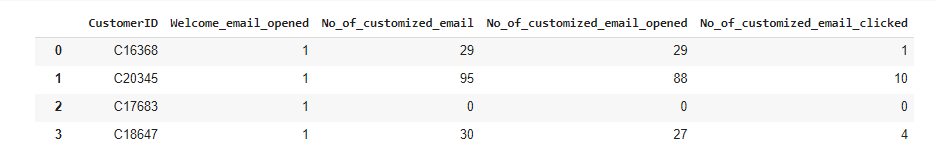 CustomerID Welcome_email_opened No_of_customized_email No_of_customized_email_opened No_of_customized_email_clicked
0 C16368 1 29 29 1
1 C20345 1 95 88 10
2 C17683 1 0 0 0
3 C18647 1 30 27 4